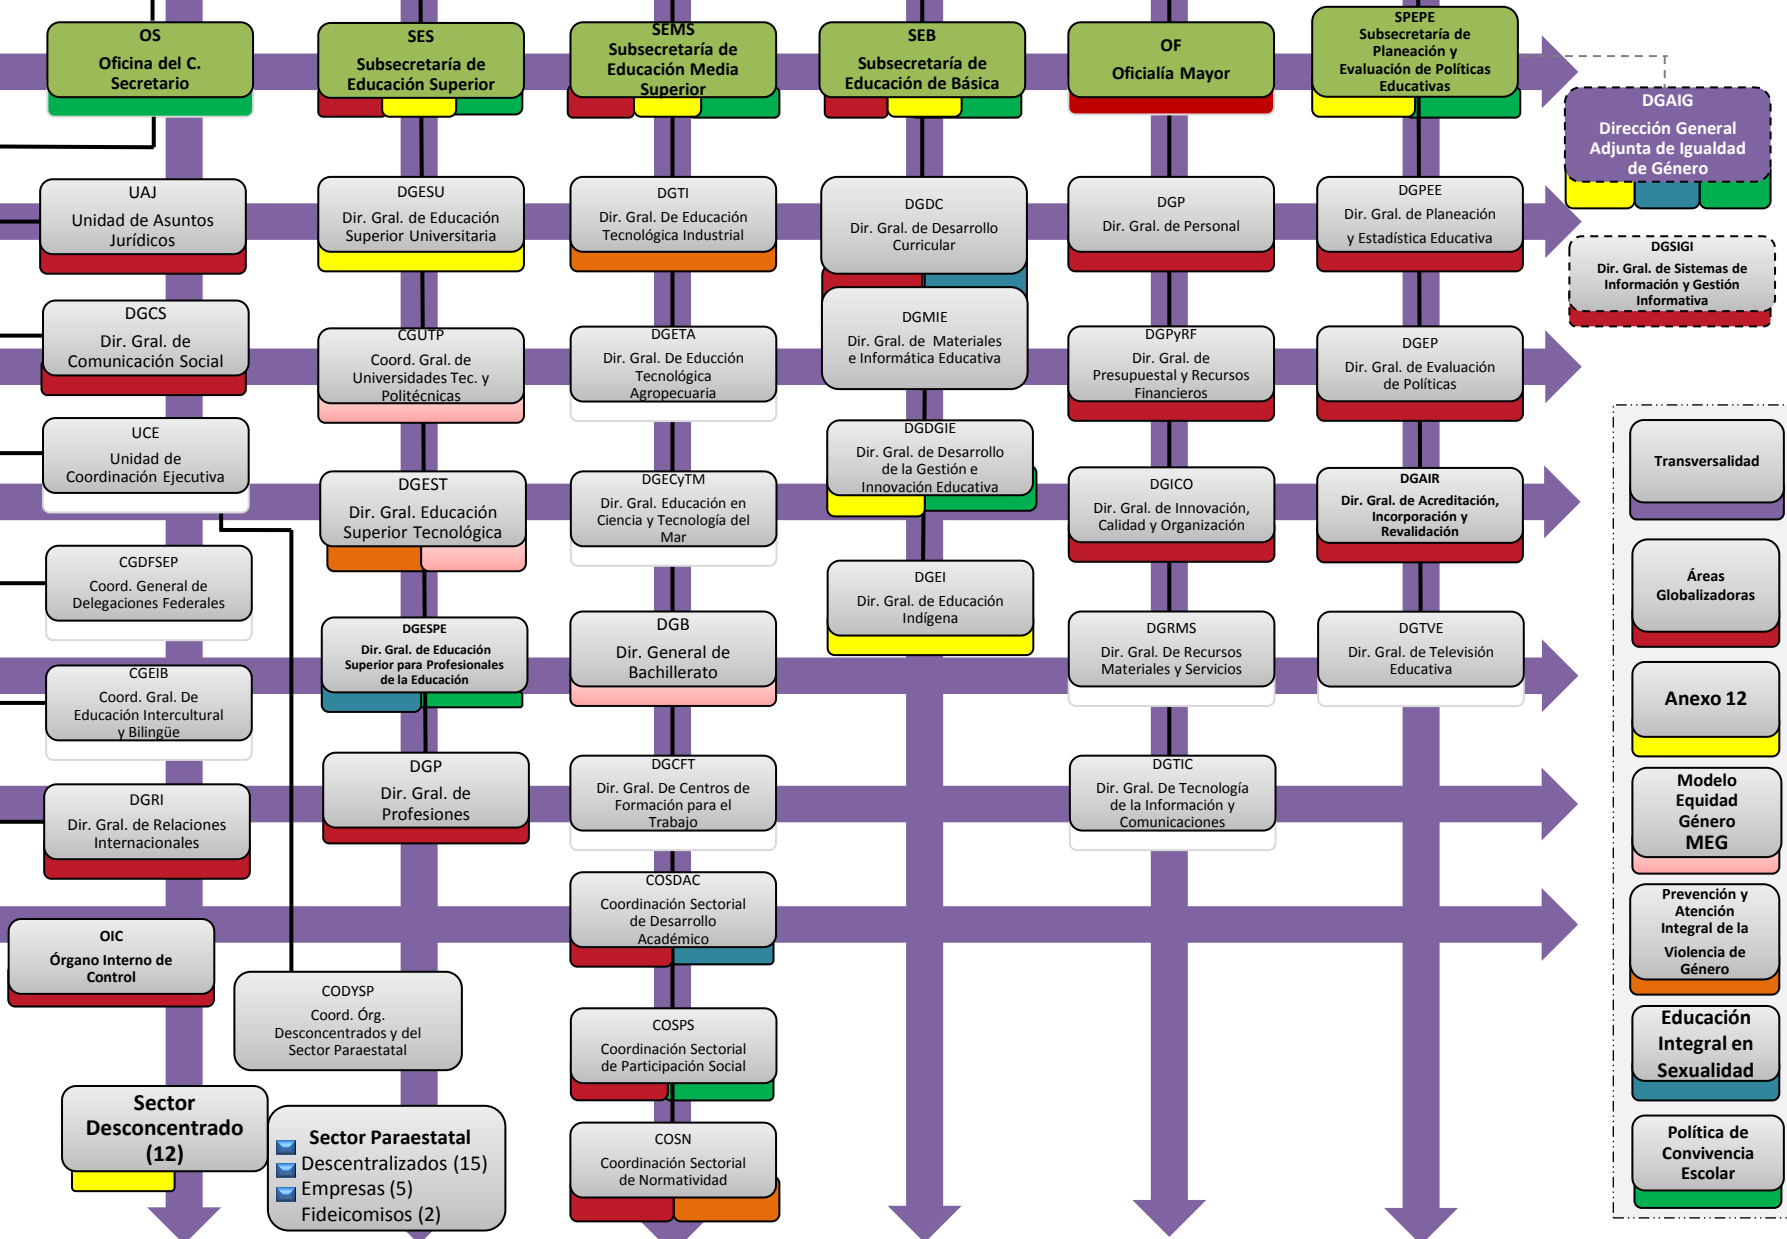 OS
Oficina del C.
Secretario
SES
Subsecretaría de
Educación Superior
SEMS
Subsecretaría de
Educación Media
Superior
SEB
Subsecretaría de
Educación de Básica
OF
Oficialía Mayor
SPEPE
Subsecretaría de
Planeación y
Evaluación de Políticas
Educativas
DGAIG
Dirección General
Adjunta de Igualdad
de Género
UAJ
Unidad de Asuntos
Jurídicos
DGESU
Dir. Gral. de Educación
Superior Universitaria
DGTI
Dir. Gral. De Educación
Tecnológica Industrial
DGDC
Dir. Gral. de Desarrollo
Curricular
DGP
Dir. Gral. de Personal
DGPEE
Dir. Gral. de Planeación
y Estadística Educativa
DGSIGI
Dir. Gral. de Sistemas de
Información y Gestión
Informativa
DGCS
Dir. Gral. de
Comunicación Social
CGUTP
Coord. Gral. de
Universidades Tec. y
Politécnicas
DGETA
Dir. Gral. De Educción
Tecnológica
Agropecuaria
DGMIE
Dir. Gral. de Materiales
e Informática Educativa
DGPyRF
Dir. Gral. de
Presupuestal y Recursos
Financieros
DGEP
Dir. Gral. de Evaluación
de Políticas
UCE
Unidad de
Coordinación Ejecutiva
DGEST
Dir. Gral. Educación
Superior Tecnológica
DGECyTM
Dir. Gral. Educación en
Ciencia y Tecnología del
Mar
DGDGIE
Dir. Gral. de Desarrollo
de la Gestión e
Innovación Educativa
DGICO
Dir. Gral. de Innovación,
Calidad y Organización
DGAIR
Dir. Gral. de Acreditación,
Incorporación y
Revalidación
CGDFSEP
Coord. General de
Delegaciones Federales
DGESPE
Dir. Gral. de Educación
Superior para Profesionales
de la Educación
DGB
Dir. General de
Bachillerato
DGEI
Dir. Gral. de Educación
Indígena
DGRMS
Dir. Gral. De Recursos
Materiales y Servicios
DGTVE
Dir. Gral. de Televisión
Educativa
CGEIB
Coord. Gral. De
Educación Intercultural
y Bilingüe
DGP
Dir. Gral. de
Profesiones
DGCFT
Dir. Gral. De Centros de
Formación para el
Trabajo
DGTIC
Dir. Gral. De Tecnología
de la Información y
Comunicaciones
DGRI
Dir. Gral. de Relaciones
Internacionales
COSDAC
Coordinación Sectorial
de Desarrollo
Académico
OIC
Órgano Interno de
Control
CODYSP
Coord. Órg.
Desconcentrados y del
Sector Paraestatal
COSPS
Coordinación Sectorial
de Participación Social
Sector
Desconcentrado
(12)
Sector Paraestatal
Descentralizados (15)
Empresas (5)
Fideicomisos (2)
COSN
Coordinación Sectorial
de Normatividad
Transversalidad
Áreas
Globalizadoras
Anexo 12
Modelo
Equidad
Género
MEG
Prevención y
Atención
Integral de la
Violencia de
Género
Educación
Integral en
Sexualidad
Política de
Convivencia
Escolar